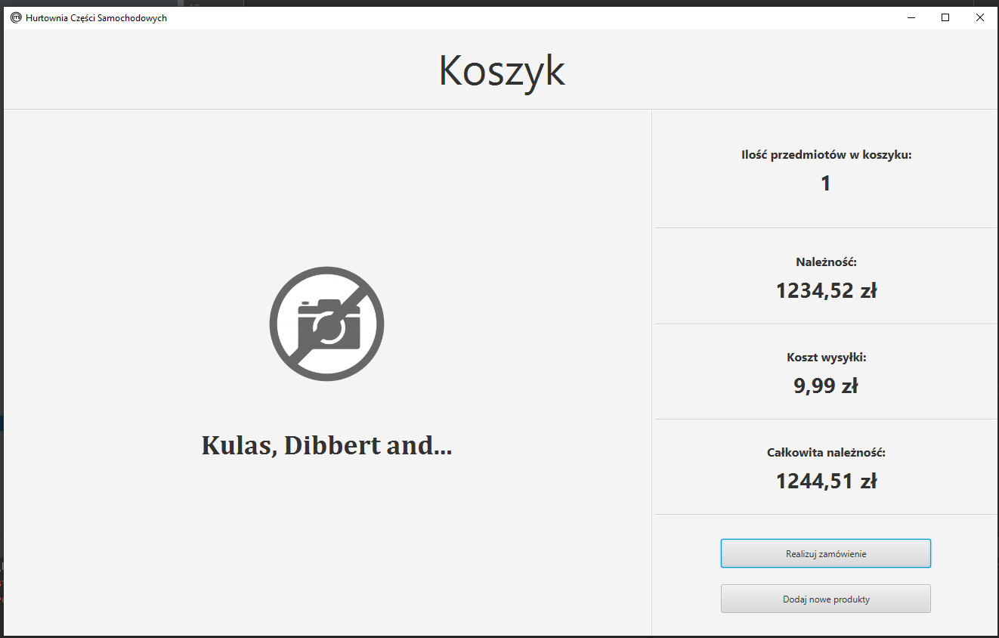 Hurtownia Części Samochodowych
Koszyk
Kulas, Dibbert and...
Ilość przedmiotów w koszyku:
1
Należność:
1234,52 zł
Koszt wysyłki:
9,99 zł
Całkowita należność:
1244,51 zł
Realizuj zamówienie
Dodaj nowe produkty